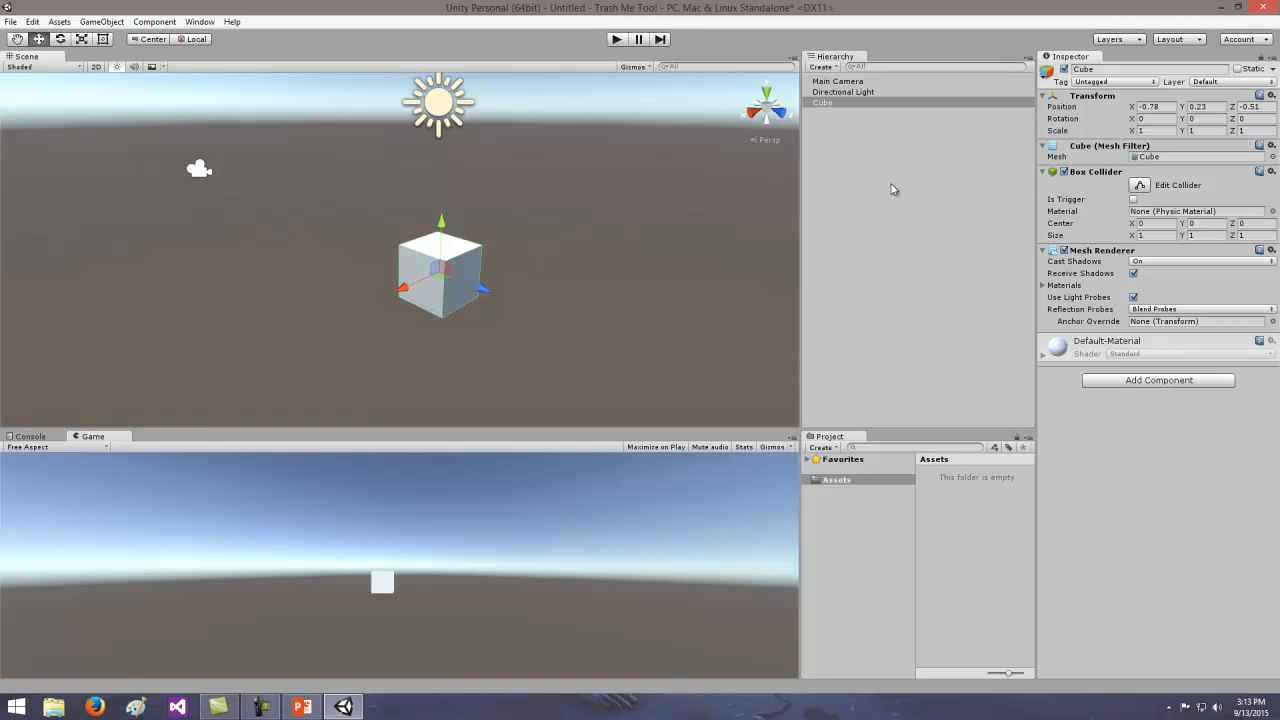 Unity Personal (64bit) - Untitled - Trash Me Tool - PC, Mac & Linux Standalone* <DX11>
File Edit Assets GameObject Component Window Help
Center Local Layers Layout Account
Scene
Shaded 2D Gizmos All
Persp
Hierarchy
Create All
Main Camera
Directional Light
Cube
Inspector
Cube Static
Tag Untagged Layer Default
Transform
Position X -0.78 Y 0.23 Z -0.51
Rotation X 0 Y 0 Z 0
Scale X 1 Y 1 Z 1
Cube (Mesh Filter)
Mesh Cube
Box Collider
Edit Collider
Is Trigger
Material None (Physic Material)
Center X 0 Y 0 Z 0
Size X 1 Y 1 Z 1
Mesh Renderer
Cast Shadows On
Receive Shadows
Materials
Use Light Probes
Reflection Probes Blend Probes
Anchor Override None (Transform)
Default-Material
Shader Standard
Add Component
Console Game
Free Aspect Maximize on Play Mute audio Stats Gizmos
Project
Create
Favorites
Assets
Assets
This folder is empty
3:13 PM
9/13/2015